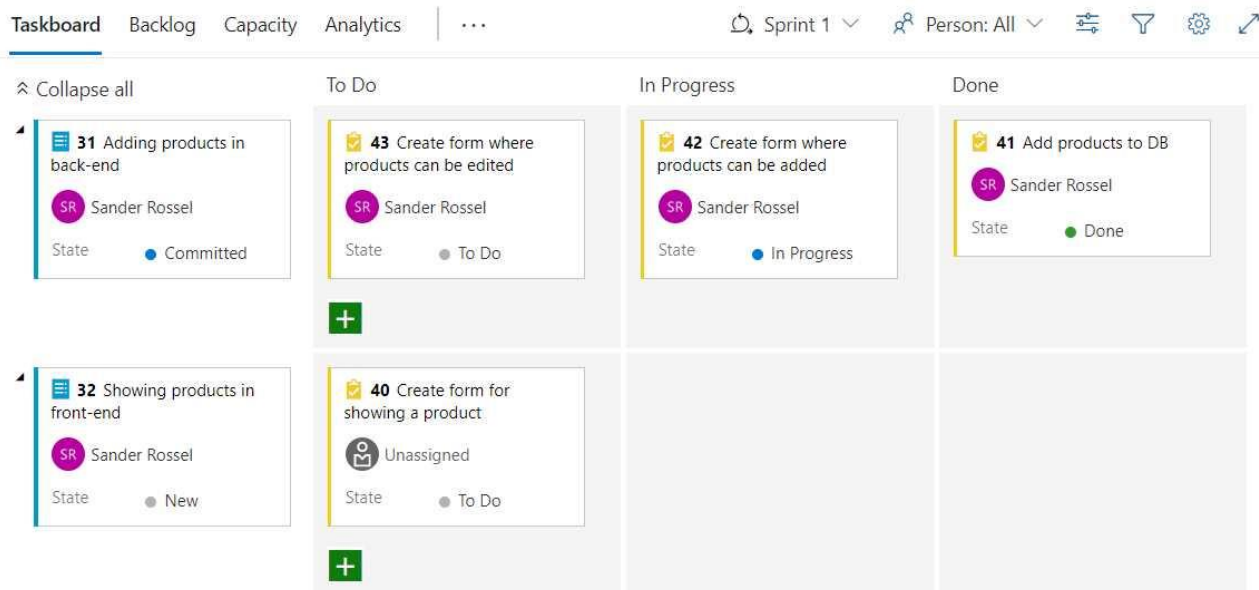 Taskboard Backlog Capacity Analytics ... Sprint 1 Person: All
Collapse all To Do In Progress Done
31 Adding products in
back-end
SR Sander Rossel
State Committed
43 Create form where
products can be edited
SR Sander Rossel
State To Do
42 Create form where
products can be added
SR Sander Rossel
State In Progress
41 Add products to DB
SR Sander Rossel
State Done
32 Showing products in
front-end
SR Sander Rossel
State New
40 Create form for
showing a product
Unassigned
State To Do